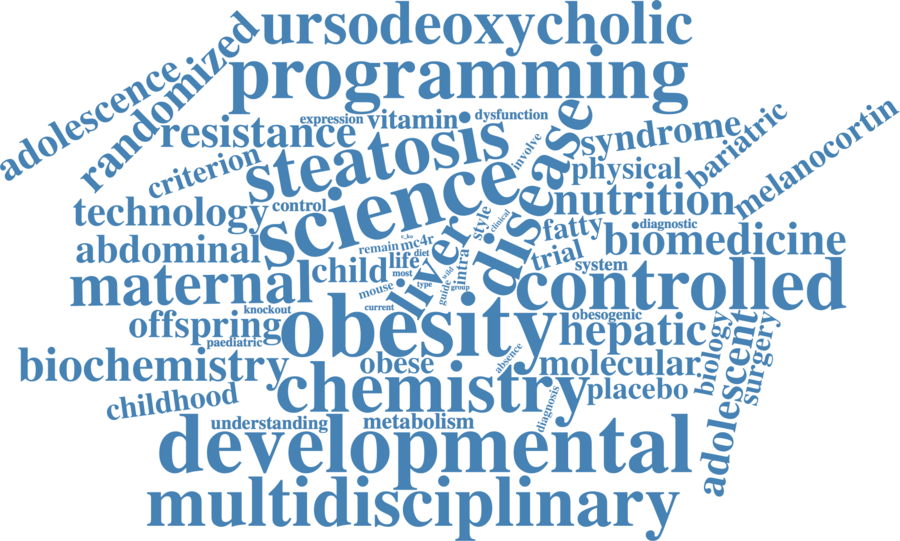 ursodeoxycholic
programming
adolescence
randomized
resistance
expression
vitamin
dysfunction
disease
syndrome
bariatric
melanocortin
criterion
steatosis
involve
physical
technology
control
science
nutrition
style
clinical
fatty
diagnostic
abdominal
remain
mc4r
liver
trial
biomedicine
maternal
child
life
diet
most
type
wild
intra
system
controlled
mouse
guide
group
knockout
current
offspring
obesity
obesogenic
hepatic
paediatric
biology
surgery
adolescent
biochemistry
obese
absence
molecular
childhood
chemistry
placebo
diagnosis
understanding
metabolism
developmental
multidisciplinary